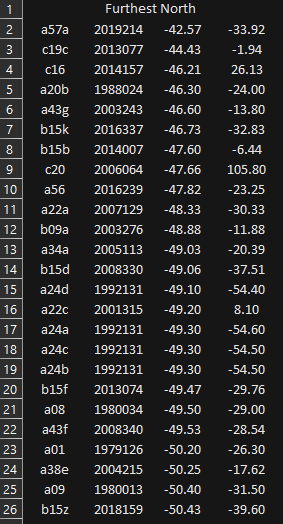 1 Furthest North
2 a57a 2019214 -42.57 -33.92
3 c19c 2013077 -44.43 -1.94
4 c16 2014157 -46.21 26.13
5 a20b 1988024 -46.30 -24.00
6 a43g 2003243 -46.60 -13.80
7 b15k 2016337 -46.73 -32.83
8 b15b 2014007 -47.60 -6.44
9 c20 2006064 -47.66 105.80
10 a56 2016239 -47.82 -23.25
11 a22a 2007129 -48.33 -30.33
12 b09a 2003276 -48.88 -11.88
13 a34a 2005113 -49.03 -20.39
14 b15d 2008330 -49.06 -37.51
15 a24d 1992131 -49.10 -54.40
16 a22c 2001315 -49.20 8.10
17 a24a 1992131 -49.30 -54.60
18 a24c 1992131 -49.30 -54.50
19 a24b 1992131 -49.30 -54.50
20 b15f 2013074 -49.47 -29.76
21 a08 1980034 -49.50 -29.00
22 a43f 2008340 -49.53 -28.54
23 a01 1979126 -50.20 -26.30
24 a38e 2004215 -50.25 -17.62
25 a09 1980013 -50.40 -31.50
26 b15z 2018159 -50.43 -39.60